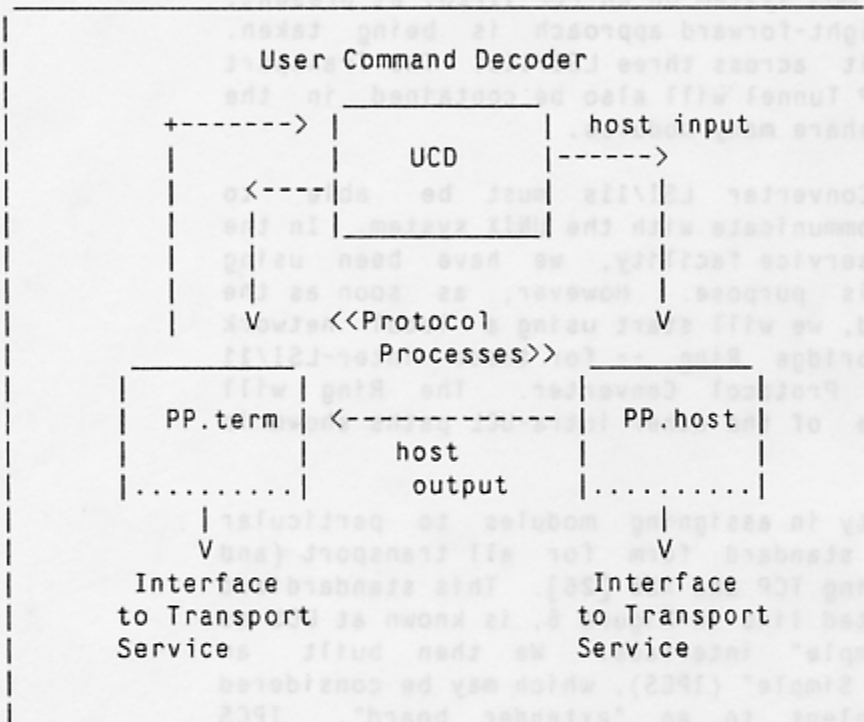 User Command Decoder
host input
UCD
<<Protocol
Processes>>
PP.term
PP.host
host
output
Interface
to Transport
Service
Interface
to Transport
Service